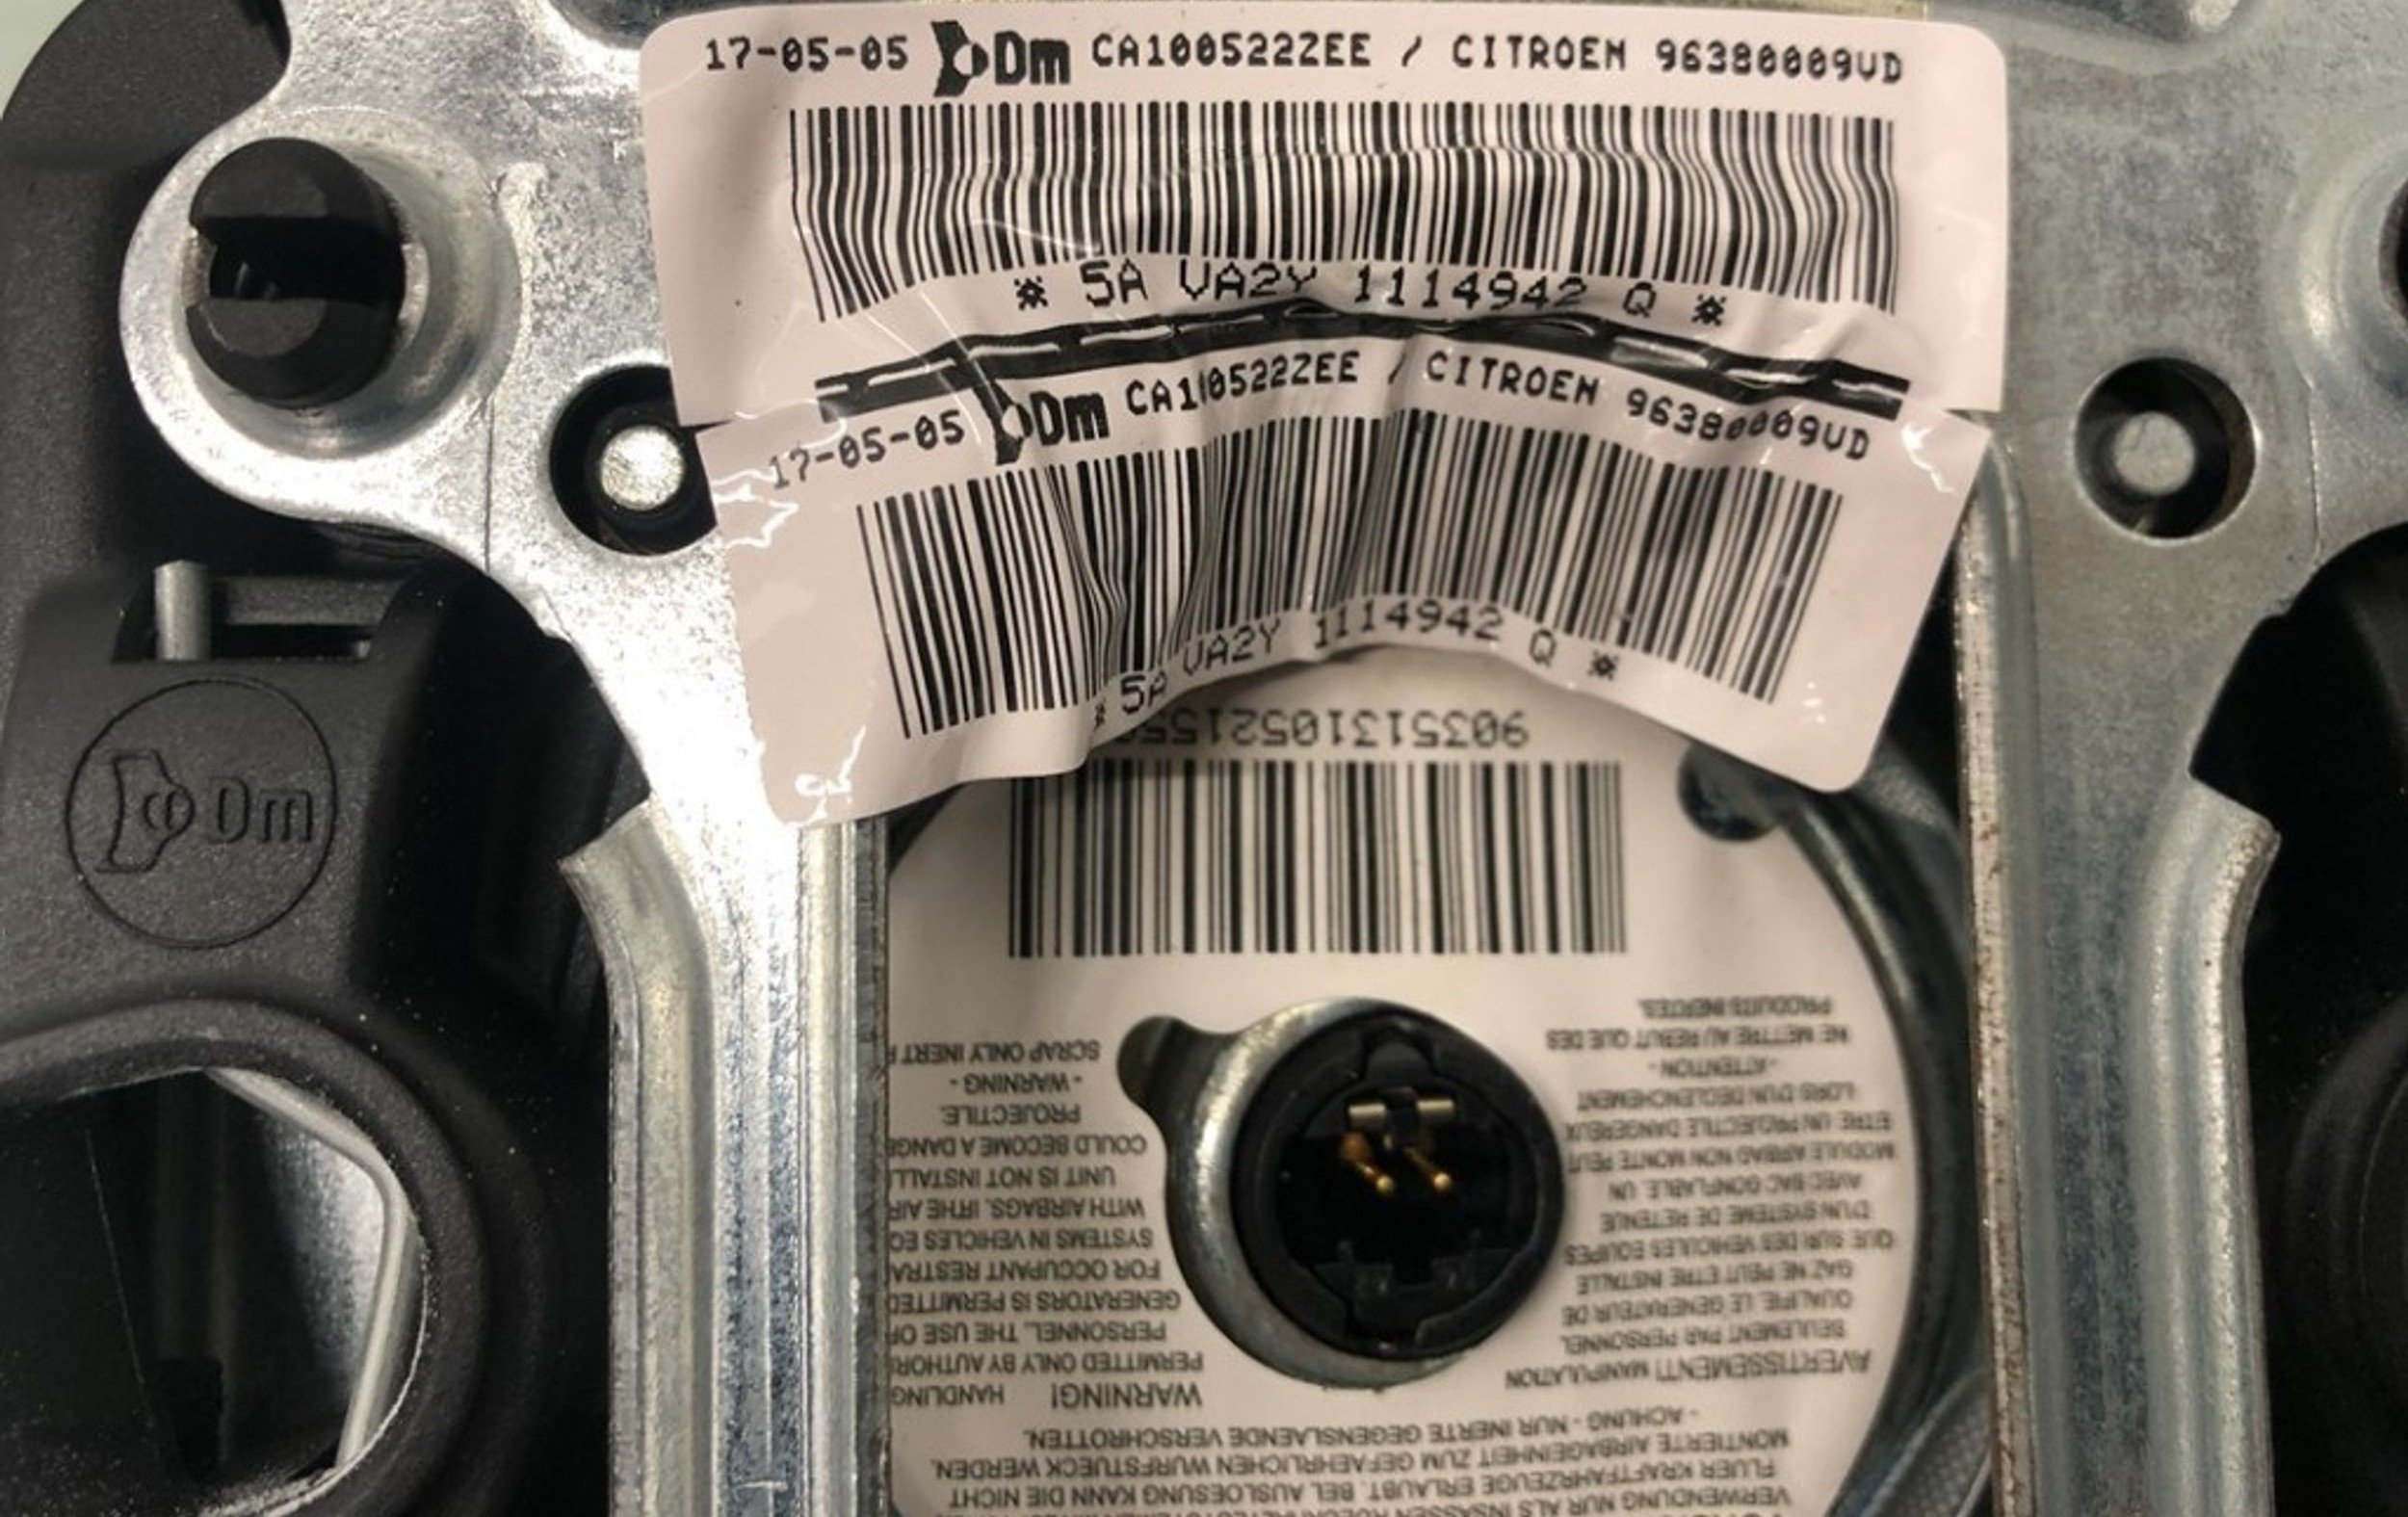 17-05-05 Dm CA100522ZEE / CITROEN 96380009VD
* 5A VA2Y 1114942 Q *
17-05-05 Dm CA100522ZEE / CITROEN 96380009VD
* 5A VA2Y 1114942 Q *
Dm
VERWENDUNG NUR ALS INSASSEN
FLUER KRAFTFAHRZEUGE ERLAUBT. BEL AUSLOESUNG KANN DIE NICHT
MONTIERTE AIRBAGEINHEIT ZUM GEFAEHRLICHEN WURFSTUECK WERDEN.
- ACHUNG - NUR INERTE GEGENSLAENDE VERSCHROTTEN.
AVERTISSEMENT! MANIPULATION
SEULEMENT PAR PERSONNEL
QUALIFIE. LE GENERATEUR DE
GAZ NE PEUT ETRE INSTALLE
QUE SUR DES VEHICULES EQUIPES
D'UN SYSTEME DE RETENUE
AVEC SAC GONFLABLE. UN
MODULE AIRBAG NON MONTE PEUT
ETRE UN PROJECTILE DANGEREUX
LORS D'UN DECLENCHEMENT
- ATTENTION -
NE METTRE AU REBUT QUE DES
PRODUITS INERTES.
WARNING! HANDLING
PERMITTED ONLY BY AUTHORI
PERSONNEL. THE USE OF
GENERATORS IS PERMITTED
FOR OCCUPANT RESTRA
SYSTEMS IN VEHICLES EQ
WITH AIRBAGS. IF THE AIR
UNIT IS NOT INSTALL
COULD BECOME A DANGE
PROJECTILE.
- WARNING -
SCRAP ONLY INERT
9035131052155